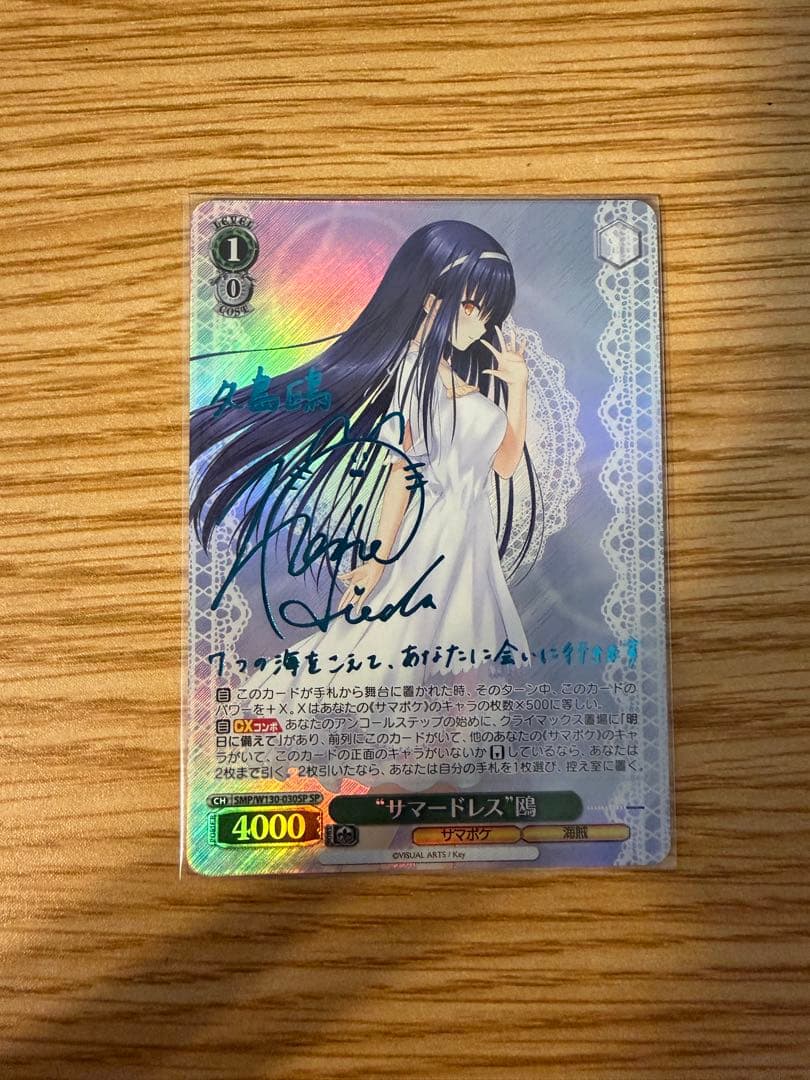 LEVEL
1
0
COST
久島鴎
7つの海をこえて、あなたに会いに行きます
自 このカードが手札から舞台に置かれた時、そのターン中、このカードの
パワーを＋X。Xはあなたの《サマポケ》のキャラの枚数×500に等しい。
自 CXコンボ あなたのアンコールステップの始めに、クライマックス置場に「明
日に備えて」があり、前列にこのカードがいて、他のあなたの《サマポケ》のキャ
ラがいて、このカードの正面のキャラがいないか しているなら、あなたは
2枚まで引く。2枚引いたなら、あなたは自分の手札を1枚選び、控え室に置く。
CH SMP/W130-030SP SP
“サマードレス”鴎
POWER 4000
サマポケ 海賊
©VISUAL ARTS / Key